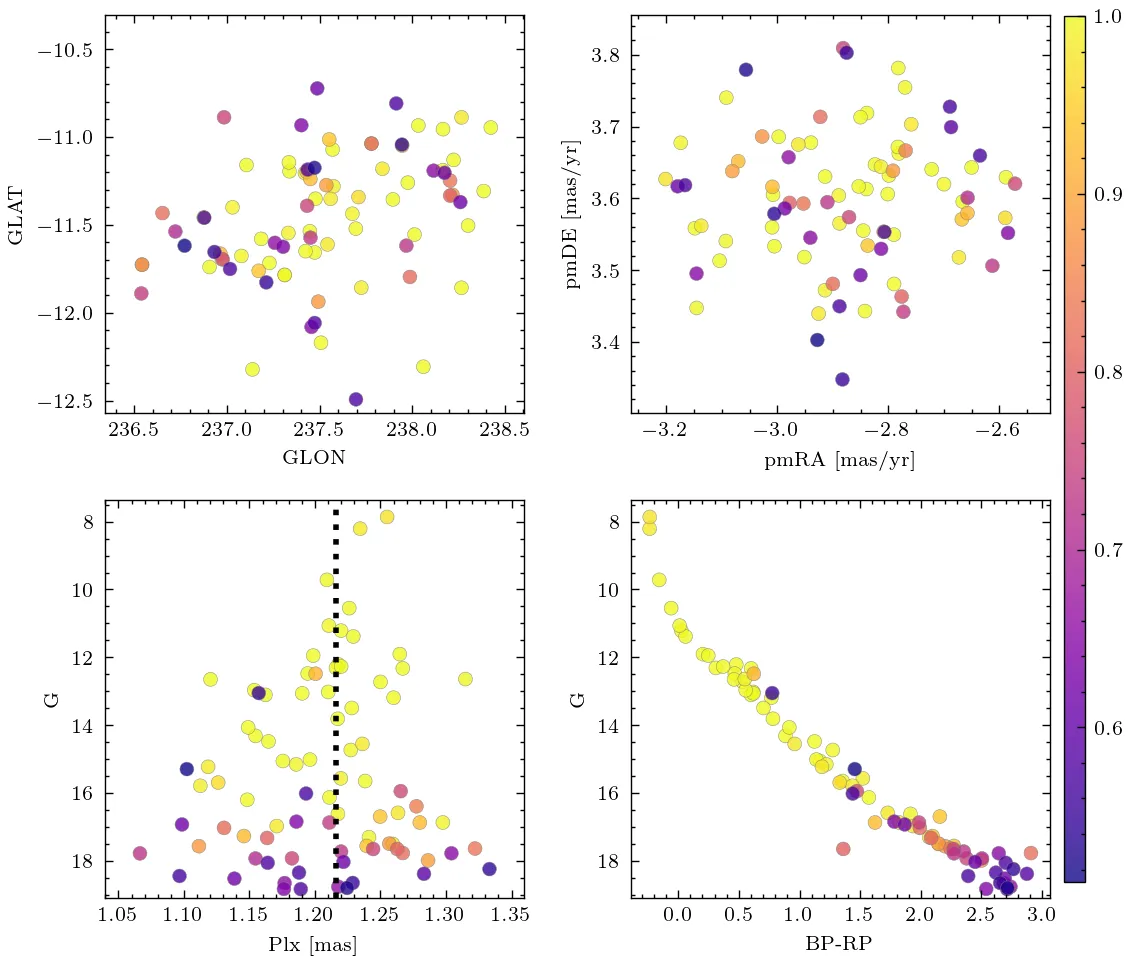 −10.5
−11.0
−11.5
−12.0
−12.5
GLAT
236.5 237.0 237.5 238.0 238.5
GLON
3.8
3.7
3.6
3.5
3.4
pmDE [mas/yr]
−3.2 −3.0 −2.8 −2.6
pmRA [mas/yr]
1.0
0.9
0.8
0.7
0.6
8
10
12
14
16
18
G
1.05 1.10 1.15 1.20 1.25 1.30 1.35
Plx [mas]
8
10
12
14
16
18
G
0.0 0.5 1.0 1.5 2.0 2.5 3.0
BP-RP